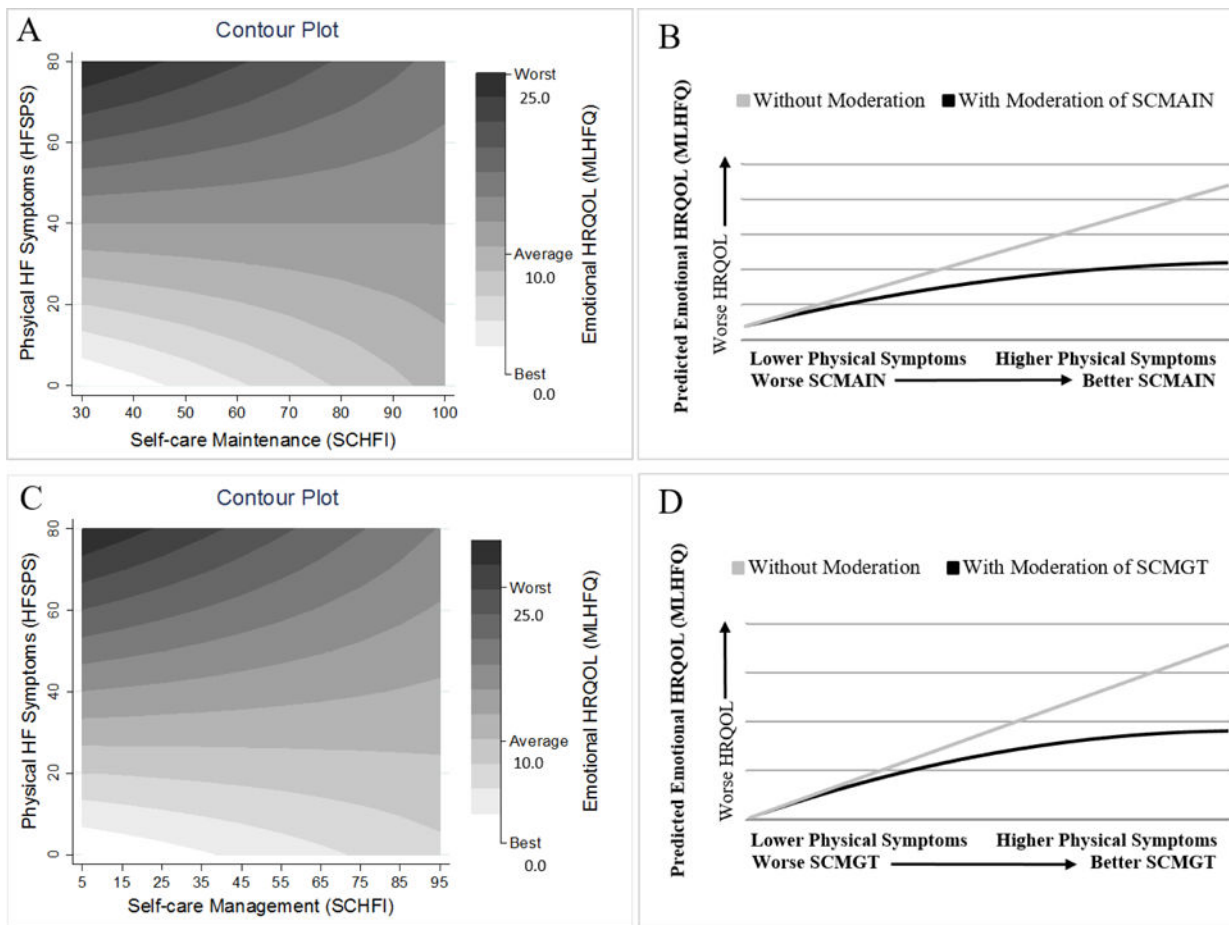 A
Contour Plot
Phsyical HF Symptoms (HFSPS)
80
60
40
20
0
30 40 50 60 70 80 90 100
Self-care Maintenance (SCHFI)
Worst
25.0
Average
10.0
Best
0.0
Emotional HRQOL (MLHFQ)
B
Without Moderation With Moderation of SCMAIN
Predicted Emotional HRQOL (MLHFQ)
Worse HRQOL
Lower Physical Symptoms Higher Physical Symptoms
Worse SCMAIN Better SCMAIN
C
Contour Plot
Physical HF Symptoms (HFSPS)
80
60
40
20
0
5 15 25 35 45 55 65 75 85 95
Self-care Management (SCHFI)
Worst
25.0
Average
10.0
Best
0.0
Emotional HRQOL (MLHFQ)
D
Without Moderation With Moderation of SCMGT
Predicted Emotional HRQOL (MLHFQ)
Worse HRQOL
Lower Physical Symptoms Higher Physical Symptoms
Worse SCMGT Better SCMGT